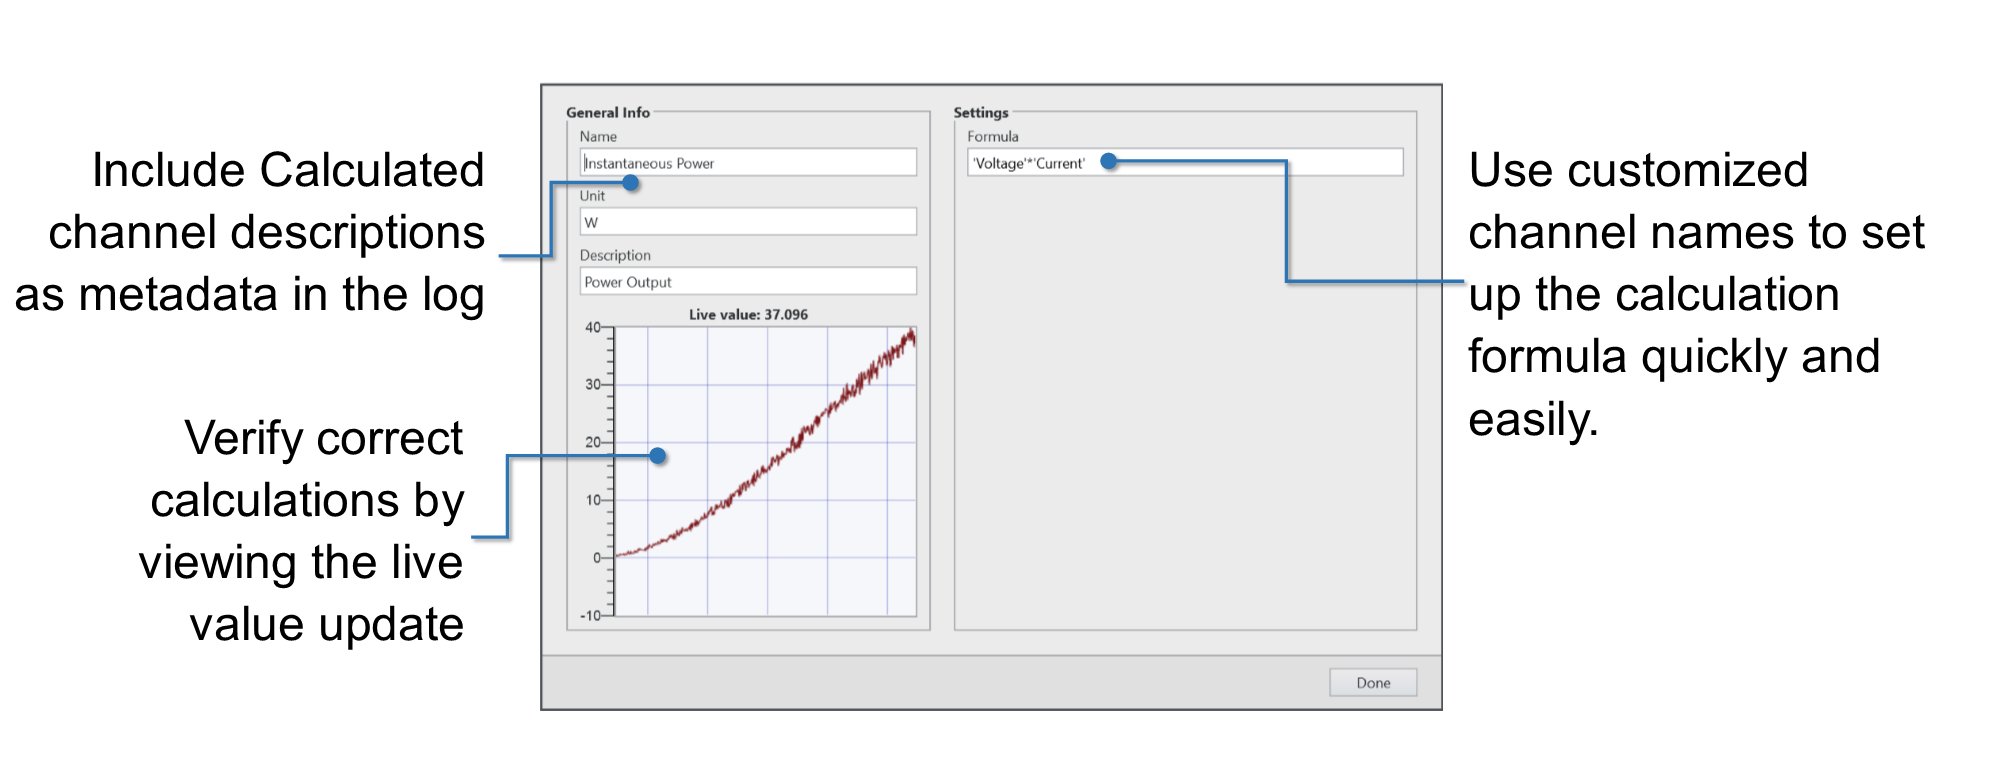 Include Calculated
channel descriptions
as metadata in the log
Verify correct
calculations by
viewing the live
value update
General Info
Name
Instantaneous Power
Unit
W
Description
Power Output
Live value: 37.096
40
30
20
10
0
-10
Settings
Formula
'Voltage'*'Current'
Done
Use customized
channel names to set
up the calculation
formula quickly and
easily.